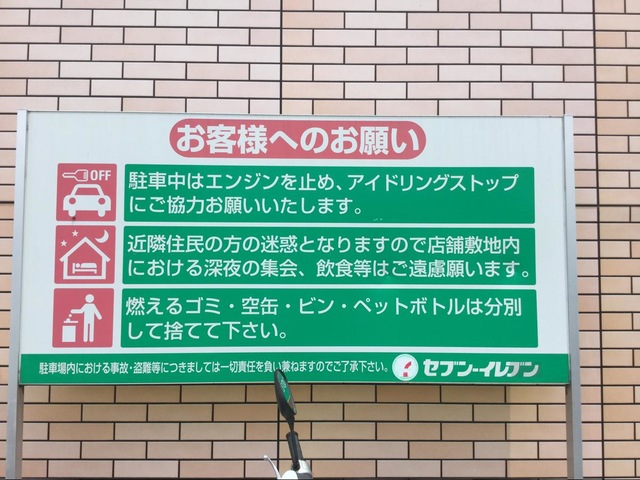 お客様へのお願い
OFF
駐車中はエンジンを止め、アイドリングストップ
にご協力お願いいたします。
近隣住民の方の迷惑となりますので店舗敷地内
における深夜の集会、飲食等はご遠慮願います。
燃えるゴミ・空缶・ビン・ペットボトルは分別
して捨てて下さい。
駐車場内における事故・盗難等につきましては一切責任を負い兼ねますのでご了承下さい。
セブン-イレブン